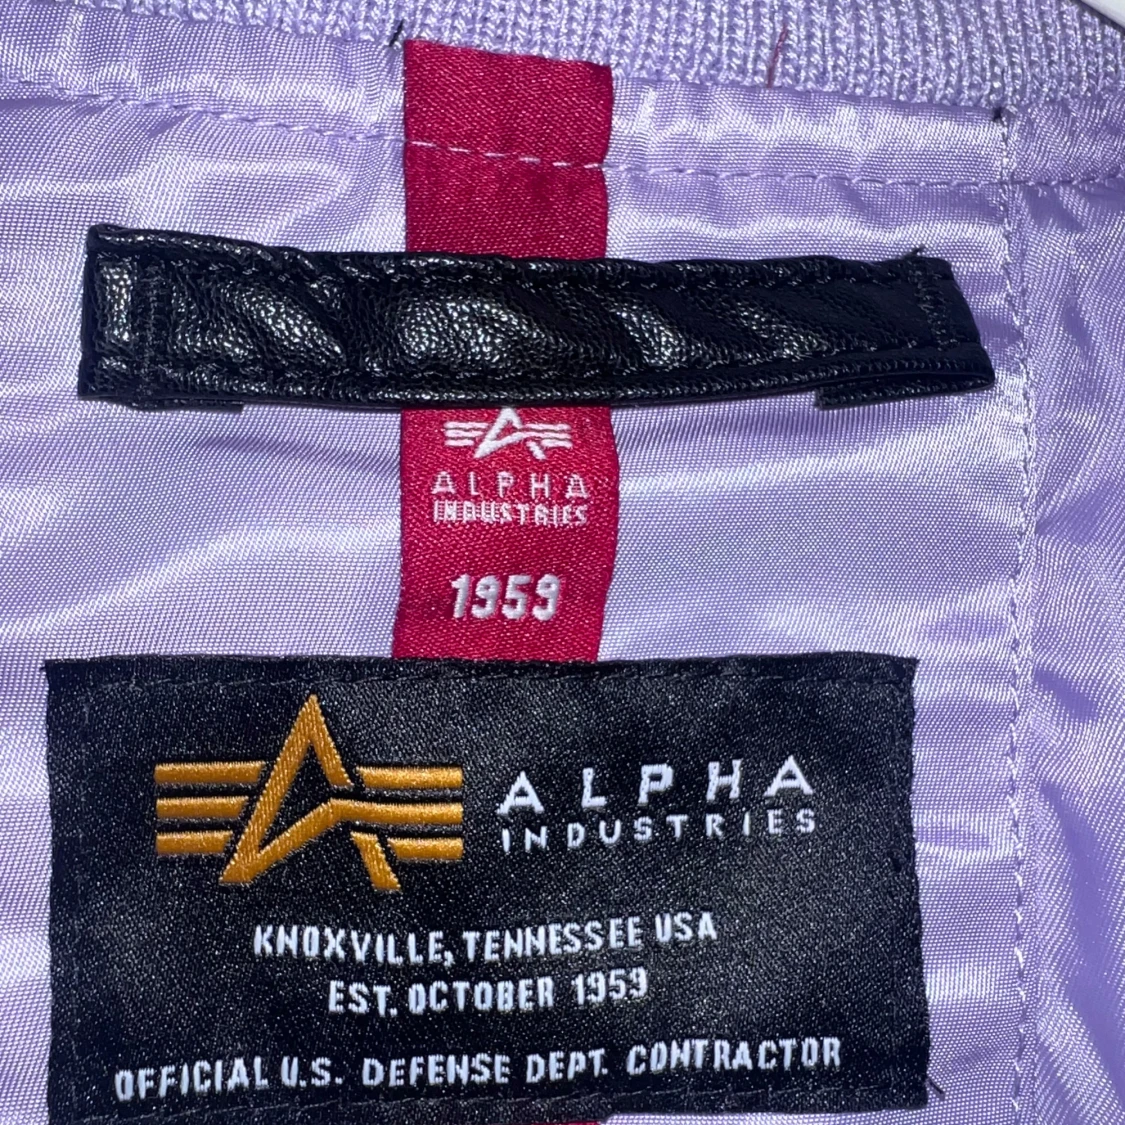 ALPHA
INDUSTRIES
1959
ALPHA
INDUSTRIES
KNOXVILLE, TENNESSEE USA
EST. OCTOBER 1959
OFFICIAL U.S. DEFENSE DEPT. CONTRACTOR